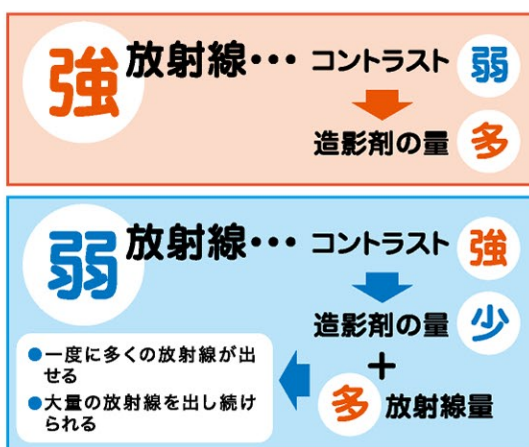 強放射線… コントラスト 弱
造影剤の量 多
弱放射線… コントラスト 強
造影剤の量 少
+
多 放射線量
●一度に多くの放射線が出
せる
●大量の放射線を出し続け
られる